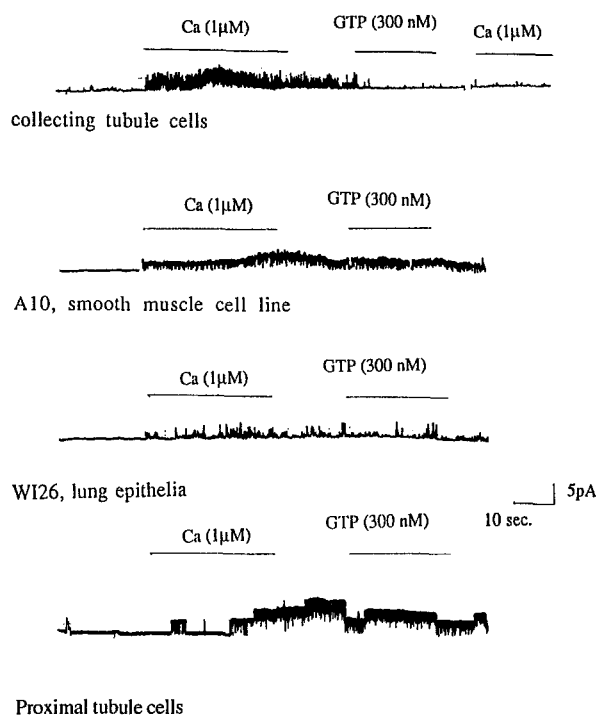 Ca (1μM) GTP (300 nM) Ca (1μM)
collecting tubule cells
Ca (1μM) GTP (300 nM)
A10, smooth muscle cell line
Ca (1μM) GTP (300 nM)
WI26, lung epithelia
5pA
10 sec.
Ca (1μM) GTP (300 nM)
Proximal tubule cells